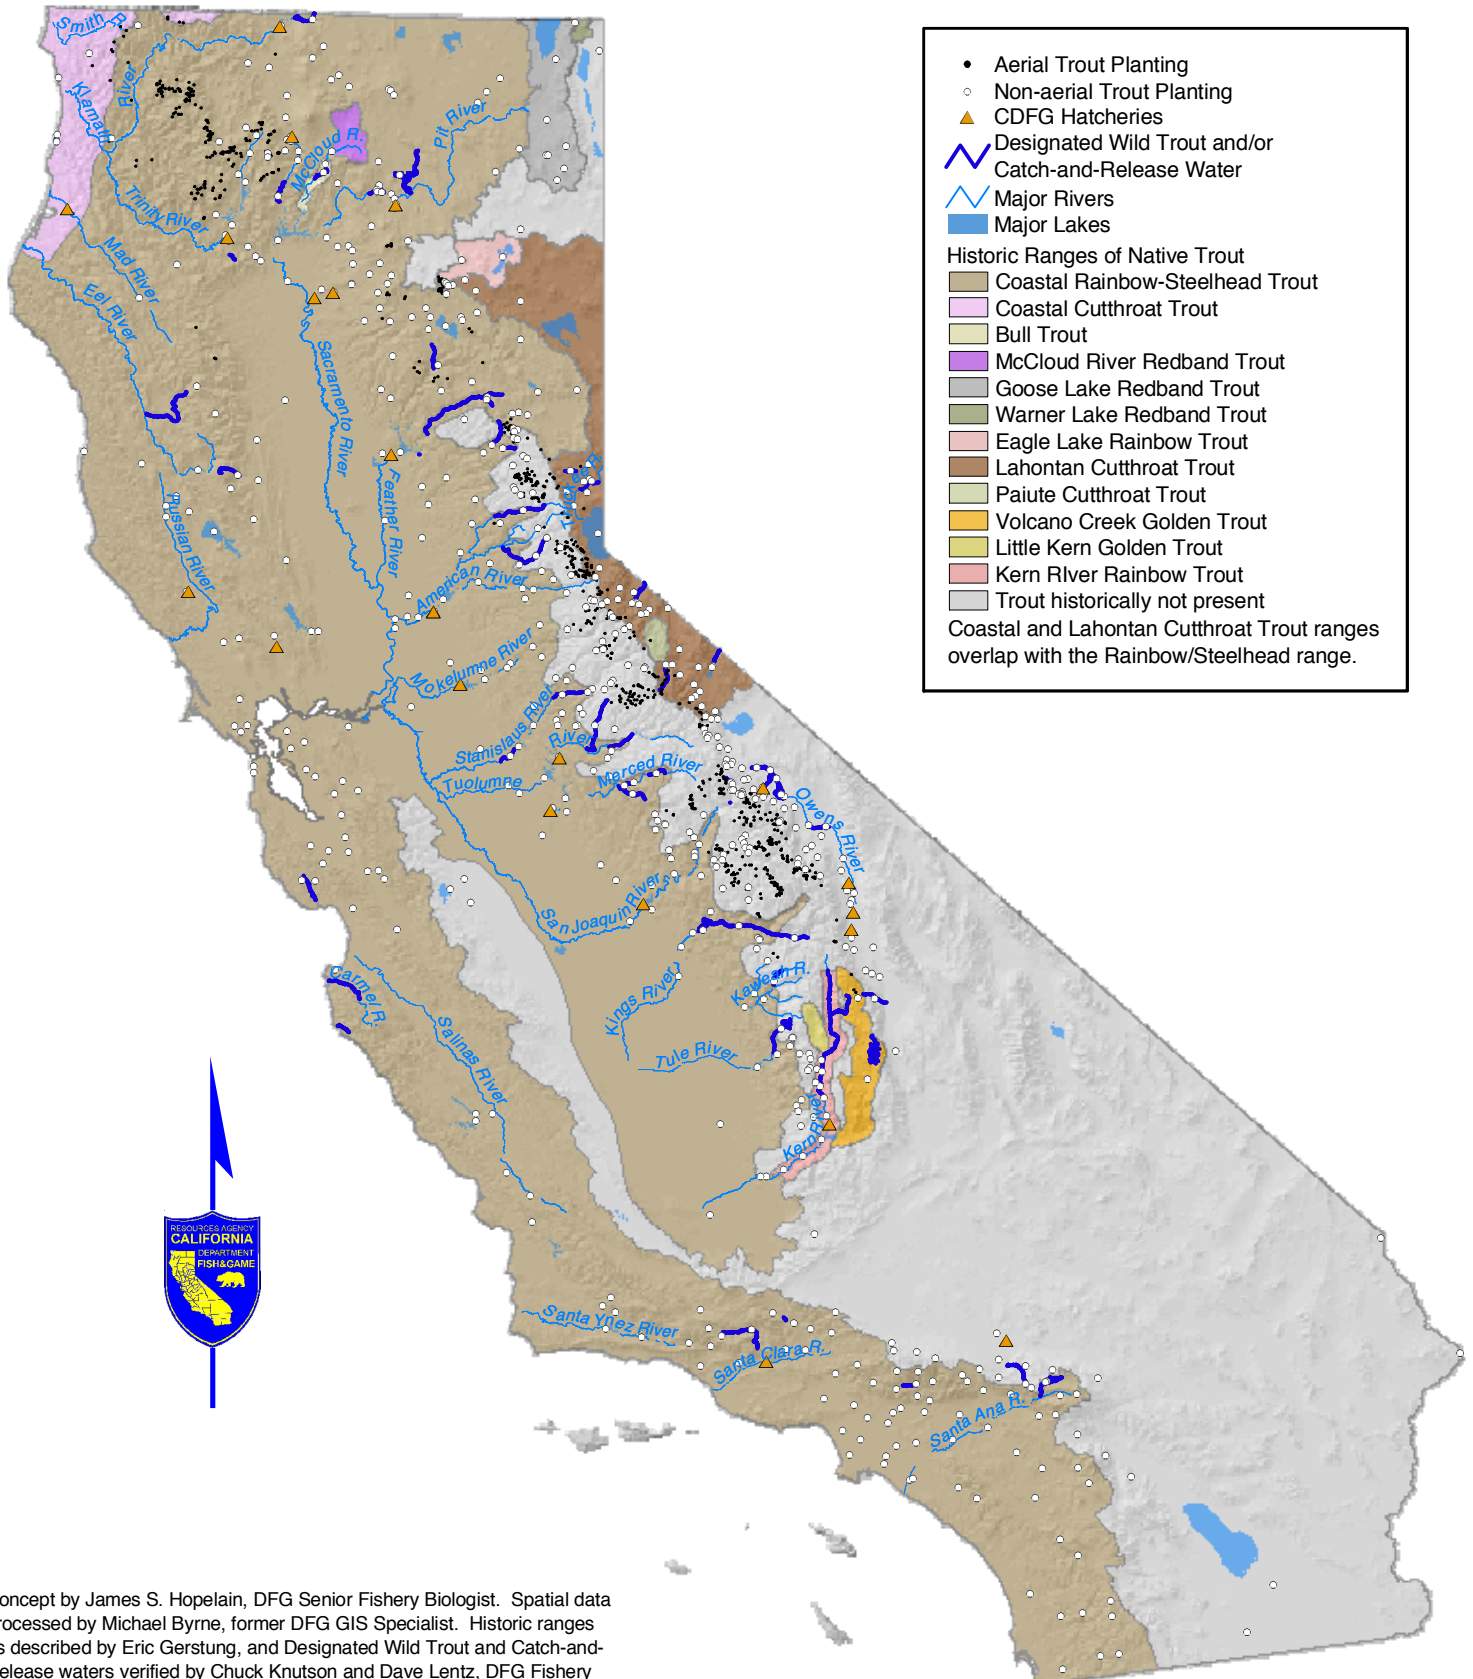 Smith R.
Klamath
River
McCloud R.
Pit River
Trinity River
Mad River
Eel River
Sacramento River
Feather River
Truckee R.
Russian River
American River
Mokelumne River
Stanislaus River
River
Tuolumne
Merced River
Owens River
San Joaquin River
Carmel R.
Salinas River
Kings River
Kaweah R.
Tule River
Kern River
Santa Ynez River
Santa Clara R.
Santa Ana R.
Aerial Trout Planting
Non-aerial Trout Planting
CDFG Hatcheries
Designated Wild Trout and/or
Catch-and-Release Water
Major Rivers
Major Lakes
Historic Ranges of Native Trout
Coastal Rainbow-Steelhead Trout
Coastal Cutthroat Trout
Bull Trout
McCloud River Redband Trout
Goose Lake Redband Trout
Warner Lake Redband Trout
Eagle Lake Rainbow Trout
Lahontan Cutthroat Trout
Paiute Cutthroat Trout
Volcano Creek Golden Trout
Little Kern Golden Trout
Kern RIver Rainbow Trout
Trout historically not present
Coastal and Lahontan Cutthroat Trout ranges
overlap with the Rainbow/Steelhead range.
RESOURCES AGENCY
CALIFORNIA
DEPARTMENT
FISH&GAME
oncept by James S. Hopelain, DFG Senior Fishery Biologist. Spatial data
rocessed by Michael Byrne, former DFG GIS Specialist. Historic ranges
s described by Eric Gerstung, and Designated Wild Trout and Catch-and-
elease waters verified by Chuck Knutson and Dave Lentz, DFG Fishery